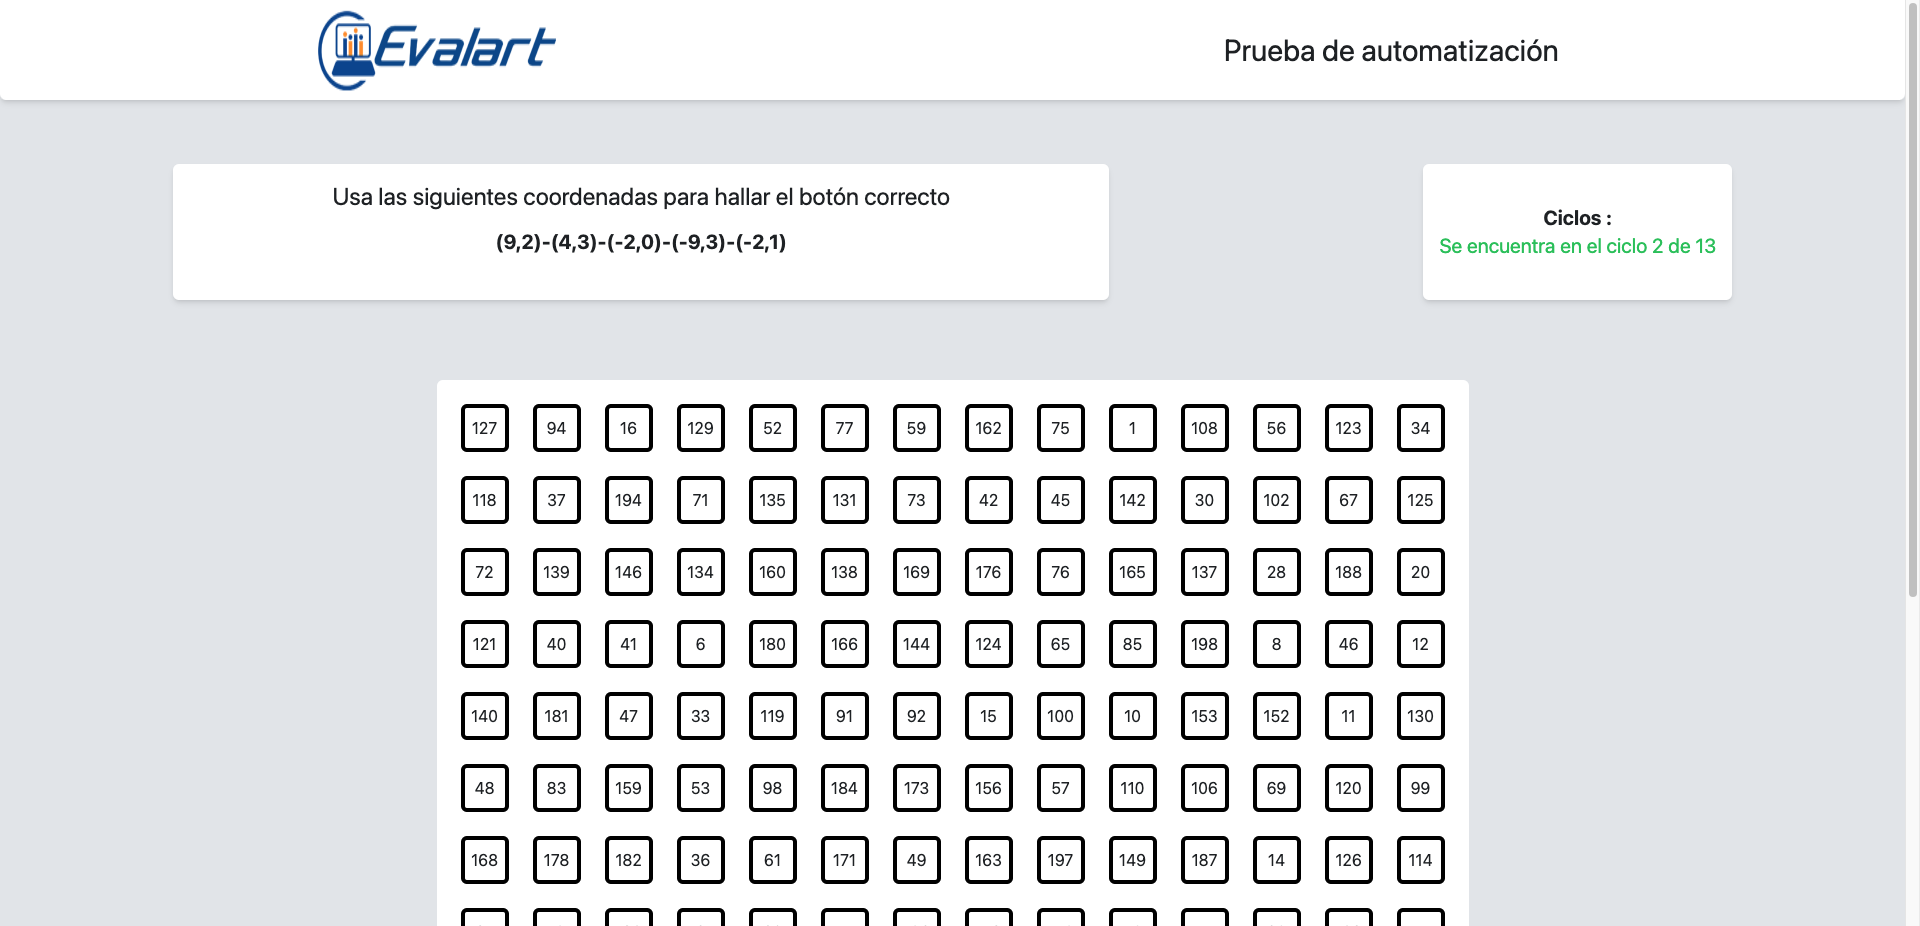 Evalart
Prueba de automatización
Usa las siguientes coordenadas para hallar el botón correcto
(9,2)-(4,3)-(-2,0)-(-9,3)-(-2,1)
Ciclos :
Se encuentra en el ciclo 2 de 13
127 94 16 129 52 77 59 162 75 1 108 56 123 34
118 37 194 71 135 131 73 42 45 142 30 102 67 125
72 139 146 134 160 138 169 176 76 165 137 28 188 20
121 40 41 6 180 166 144 124 65 85 198 8 46 12
140 181 47 33 119 91 92 15 100 10 153 152 11 130
48 83 159 53 98 184 173 156 57 110 106 69 120 99
168 178 182 36 61 171 49 163 197 149 187 14 126 114